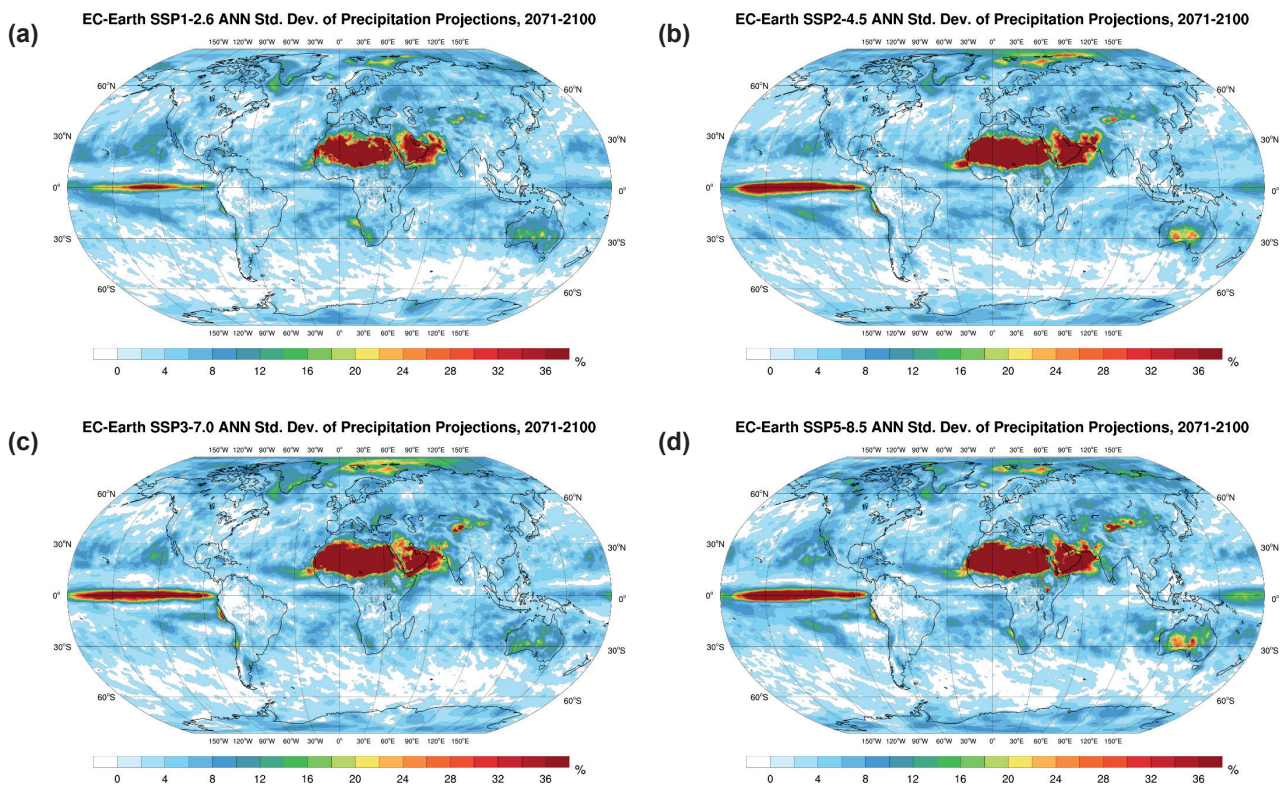 (a)
EC-Earth SSP1-2.6 ANN Std. Dev. of Precipitation Projections, 2071-2100
150°W 120°W 90°W 60°W 30°W 0° 30°E 60°E 90°E 120°E 150°E
60°N 60°N
30°N 30°N
0° 0°
30°S 30°S
60°S 60°S
150°W 120°W 90°W 60°W 30°W 0° 30°E 60°E 90°E 120°E 150°E
0 4 8 12 16 20 24 28 32 36 %
(b)
EC-Earth SSP2-4.5 ANN Std. Dev. of Precipitation Projections, 2071-2100
150°W 120°W 90°W 60°W 30°W 0° 30°E 60°E 90°E 120°E 150°E
60°N 60°N
30°N 30°N
0° 0°
30°S 30°S
60°S 60°S
150°W 120°W 90°W 60°W 30°W 0° 30°E 60°E 90°E 120°E 150°E
0 4 8 12 16 20 24 28 32 36 %
(c)
EC-Earth SSP3-7.0 ANN Std. Dev. of Precipitation Projections, 2071-2100
150°W 120°W 90°W 60°W 30°W 0° 30°E 60°E 90°E 120°E 150°E
60°N 60°N
30°N 30°N
0° 0°
30°S 30°S
60°S 60°S
150°W 120°W 90°W 60°W 30°W 0° 30°E 60°E 90°E 120°E 150°E
0 4 8 12 16 20 24 28 32 36 %
(d)
EC-Earth SSP5-8.5 ANN Std. Dev. of Precipitation Projections, 2071-2100
150°W 120°W 90°W 60°W 30°W 0° 30°E 60°E 90°E 120°E 150°E
60°N 60°N
30°N 30°N
0° 0°
30°S 30°S
60°S 60°S
150°W 120°W 90°W 60°W 30°W 0° 30°E 60°E 90°E 120°E 150°E
0 4 8 12 16 20 24 28 32 36 %